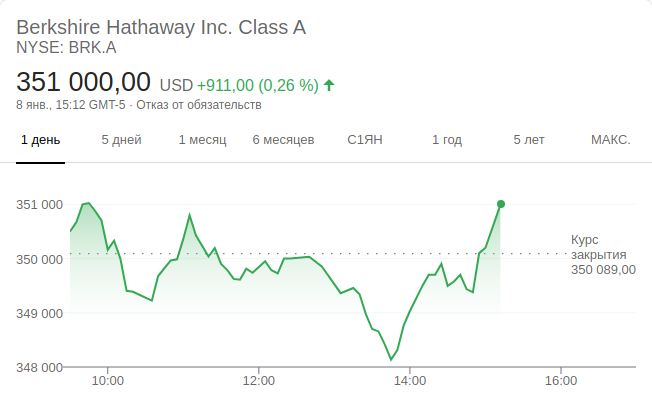 Berkshire Hathaway Inc. Class A
NYSE: BRK.A
351 000,00 USD +911,00 (0,26 %)
8 янв., 15:12 GMT-5 · Отказ от обязательств
1 день 5 дней 1 месяц 6 месяцев С1ЯН 1 год 5 лет МАКС.
351 000
350 000
349 000
348 000
Курс
закрытия
350 089,00
10:00 12:00 14:00 16:00